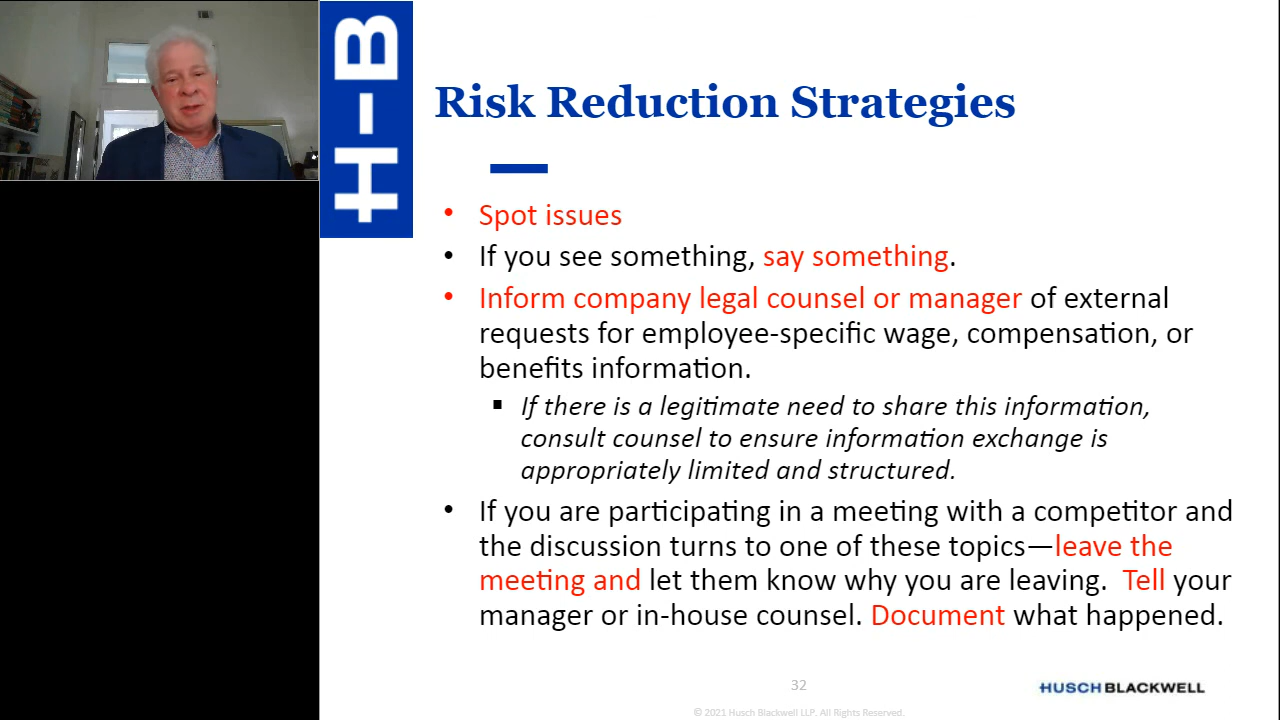 H-B
Risk Reduction Strategies
• Spot issues
• If you see something, say something.
• Inform company legal counsel or manager of external
requests for employee-specific wage, compensation, or
benefits information.
▪ If there is a legitimate need to share this information,
consult counsel to ensure information exchange is
appropriately limited and structured.
• If you are participating in a meeting with a competitor and
the discussion turns to one of these topics—leave the
meeting and let them know why you are leaving.  Tell your
manager or in-house counsel. Document what happened.
32
HUSCH BLACKWELL
© 2021 Husch Blackwell LLP. All Rights Reserved.